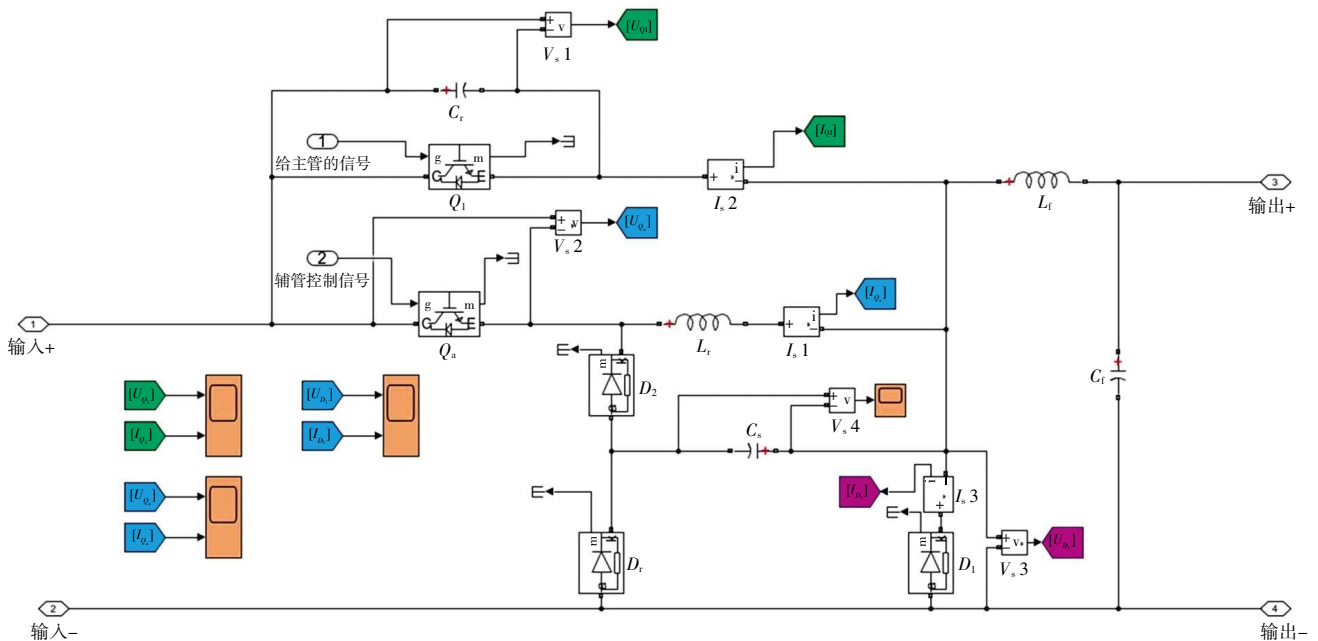 [U_Q1]
V_s 1
C_r
[I_Q1]
1
给主管的信号
g
m
C
E
Q_1
+
i
−
I_s 2
L_f
3
输出+
[U_Qa]
V_s 2
2
辅管控制信号
g
m
C
E
Q_a
[I_Qa]
1
输入+
L_r
+
i
−
I_s 1
m
k
D_2
C_f
[U_Q1]
[I_Q1]
[U_D1]
[I_D1]
+
−
v
V_s 4
C_s
[U_Qa]
[I_Qa]
[I_D1]
i
+
I_s 3
m
k
D_r
m
k
D_1
+
−
v
V_s 3
[U_D1]
2
输入−
4
输出−